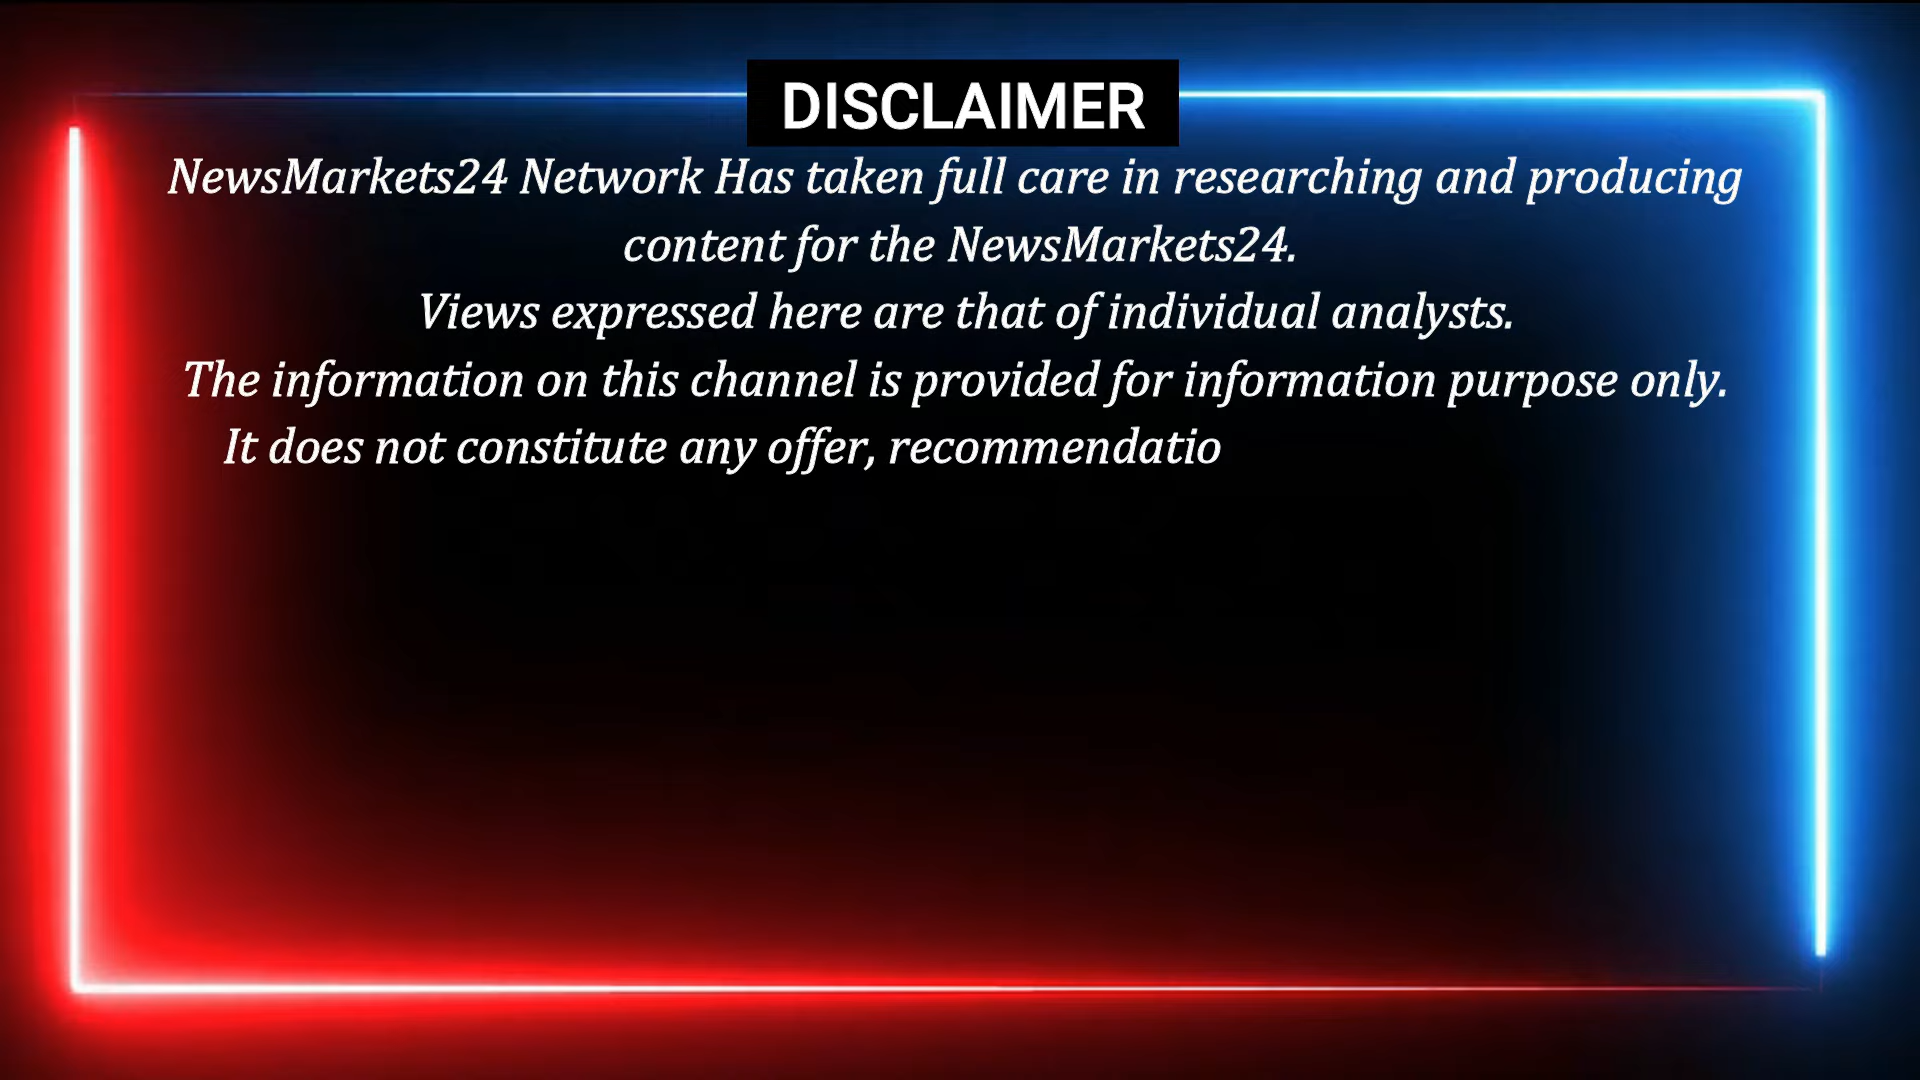 DISCLAIMER
NewsMarkets24 Network Has taken full care in researching and producing
content for the NewsMarkets24.
Views expressed here are that of individual analysts.
The information on this channel is provided for information purpose only.
It does not constitute any offer, recommendatio